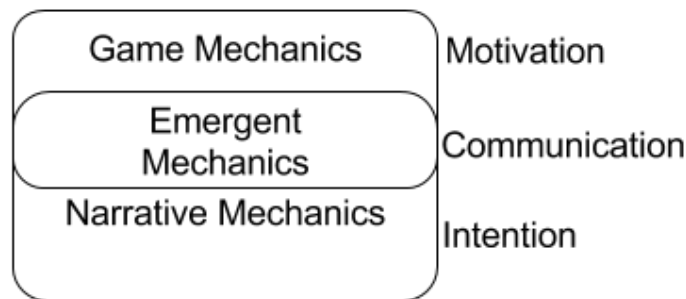 Game Mechanics
Motivation
Emergent
Mechanics
Communication
Narrative Mechanics
Intention